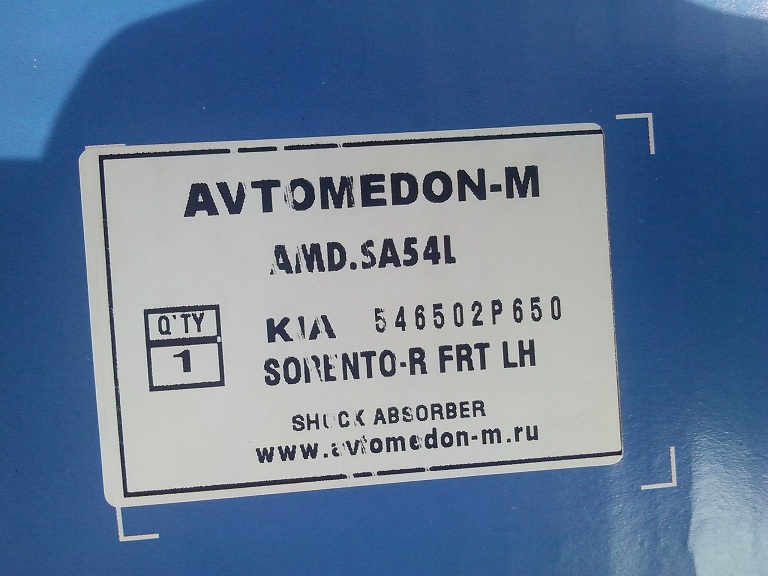 AVTOMEDON-M
AMD.SA54L
Q'TY
1
KIA 546502P650
SORENTO-R FRT LH
SHOCK ABSORBER
www.avtomedon-m.ru